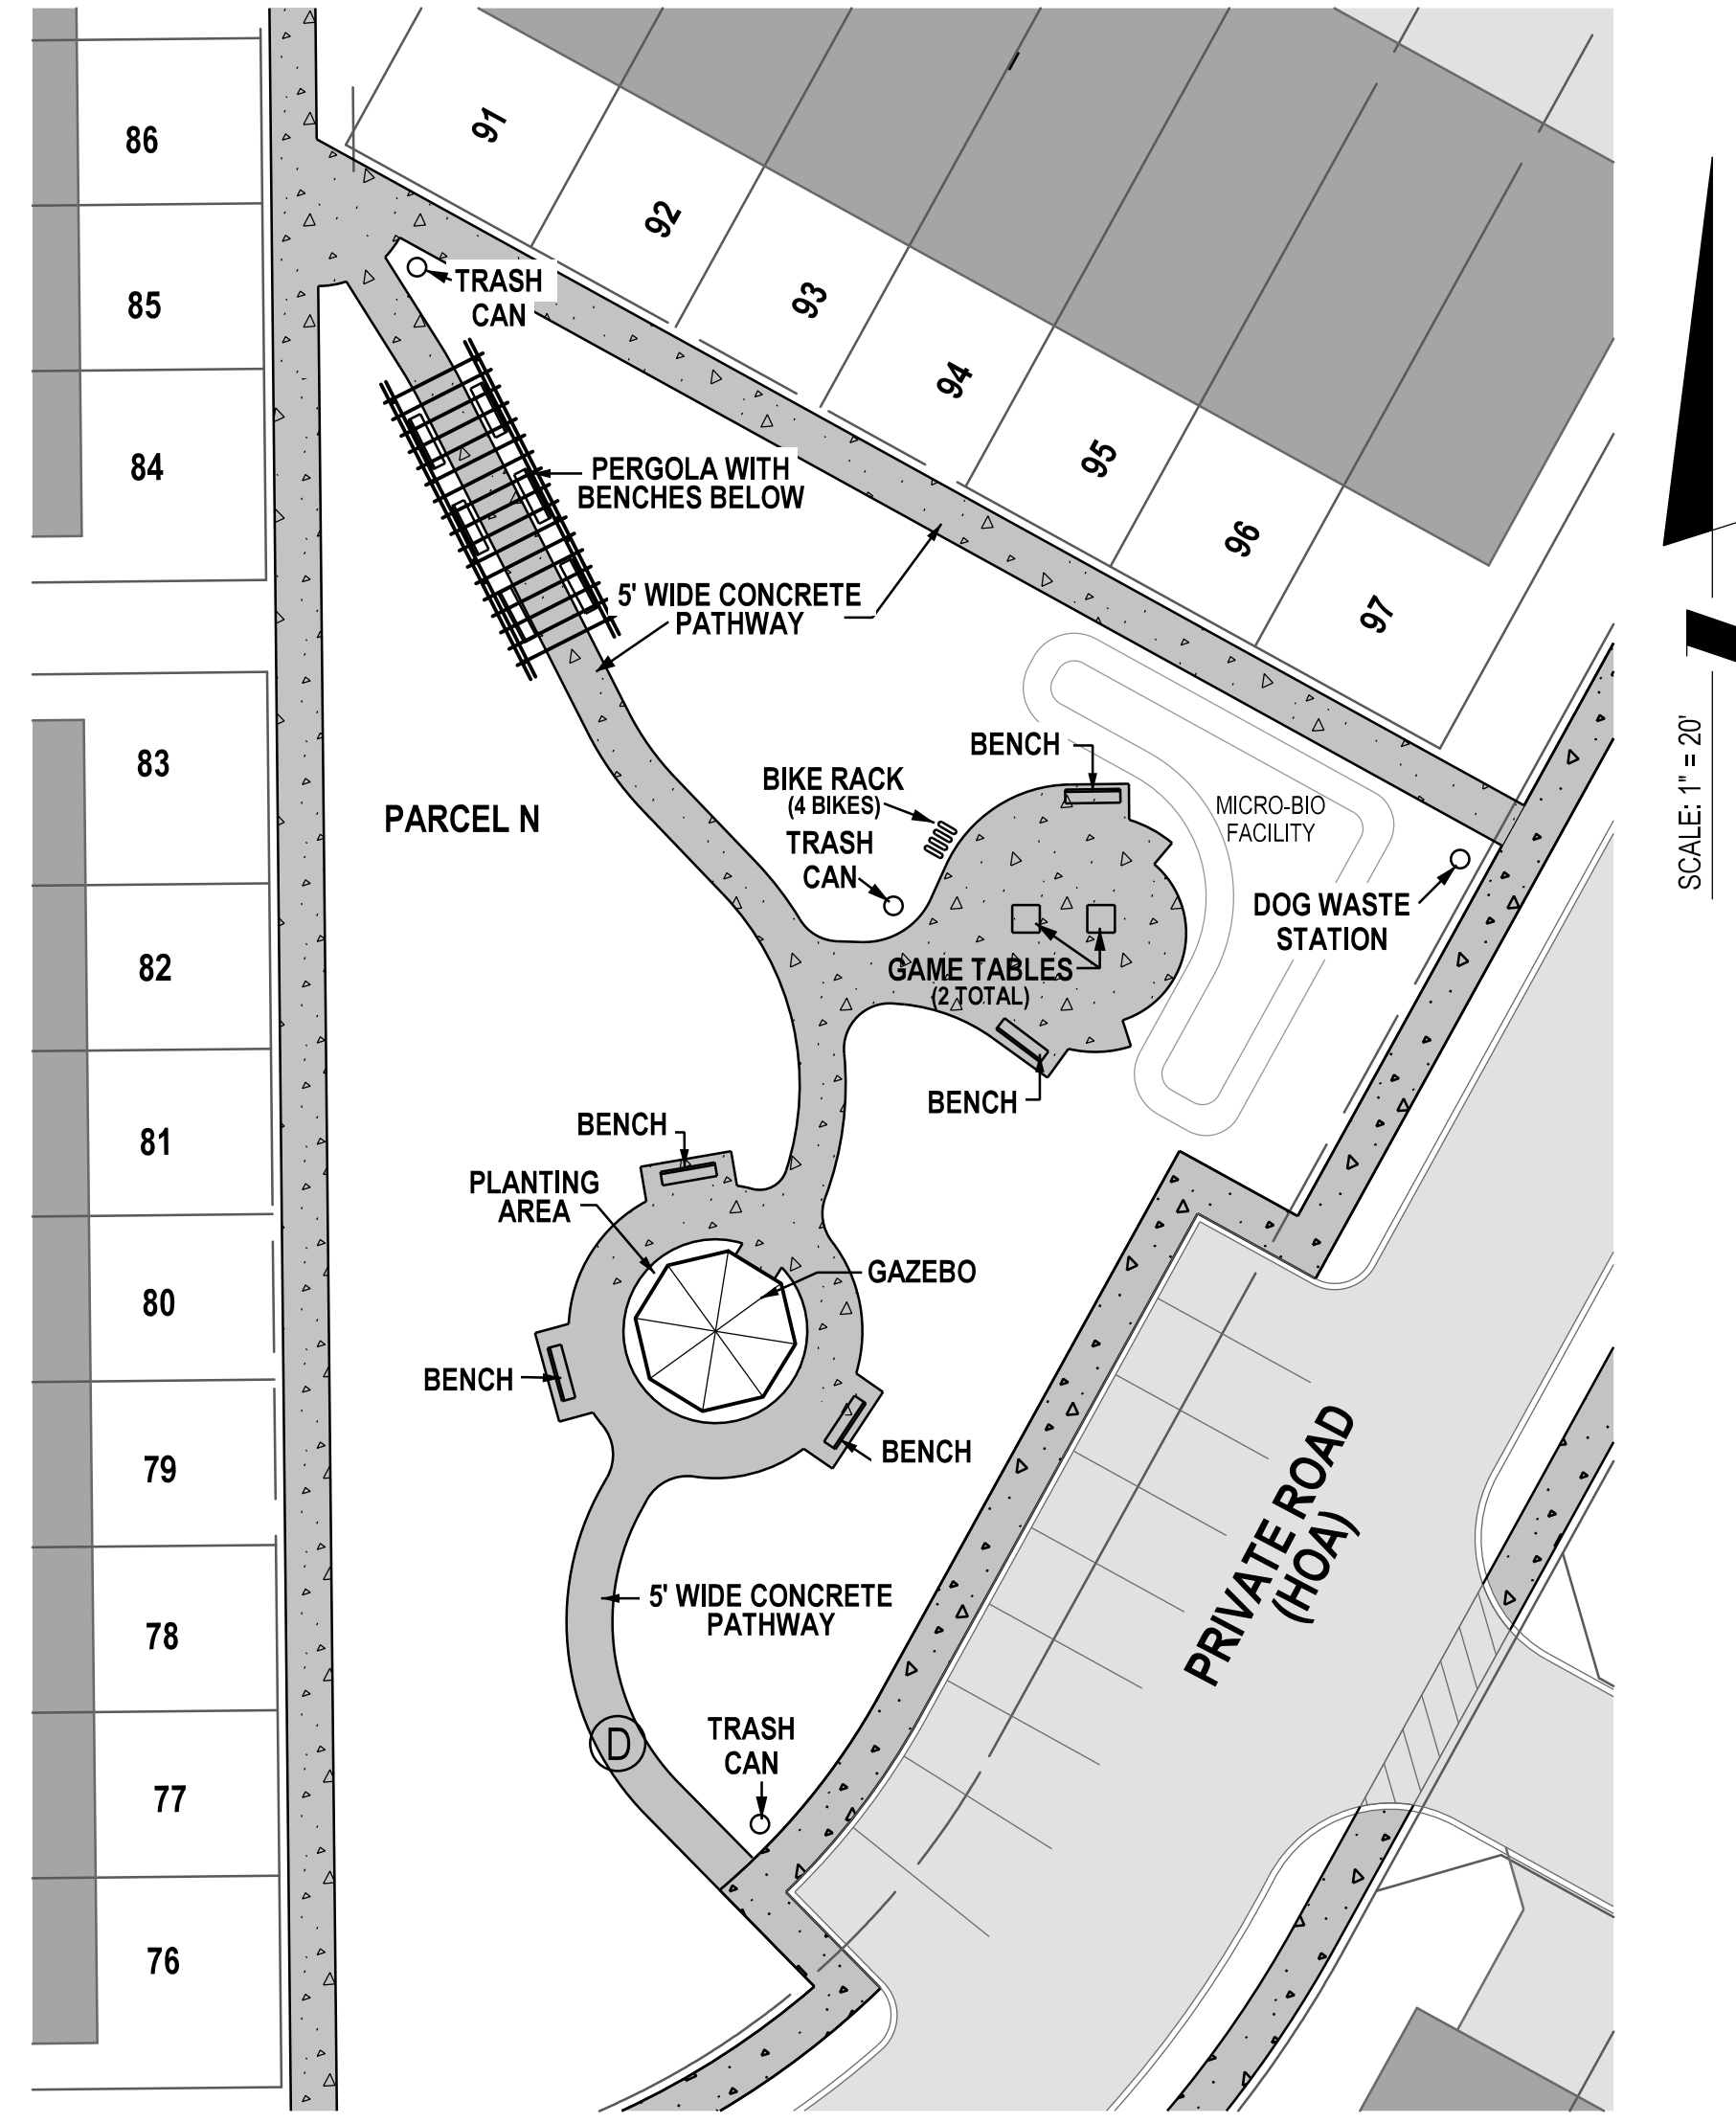 86
91
92
85
TRASH
CAN
93
94
84
PERGOLA WITH
BENCHES BELOW
95
96
5' WIDE CONCRETE
PATHWAY
97
83
PARCEL N
BENCH
BIKE RACK
(4 BIKES)
TRASH
CAN
MICRO-BIO
FACILITY
DOG WASTE
STATION
SCALE: 1" = 20'
82
GAME TABLES
(2 TOTAL)
BENCH
81
BENCH
PLANTING
AREA
80
GAZEBO
BENCH
BENCH
79
PRIVATE ROAD
(HOA)
78
5' WIDE CONCRETE
PATHWAY
D
TRASH
CAN
77
76